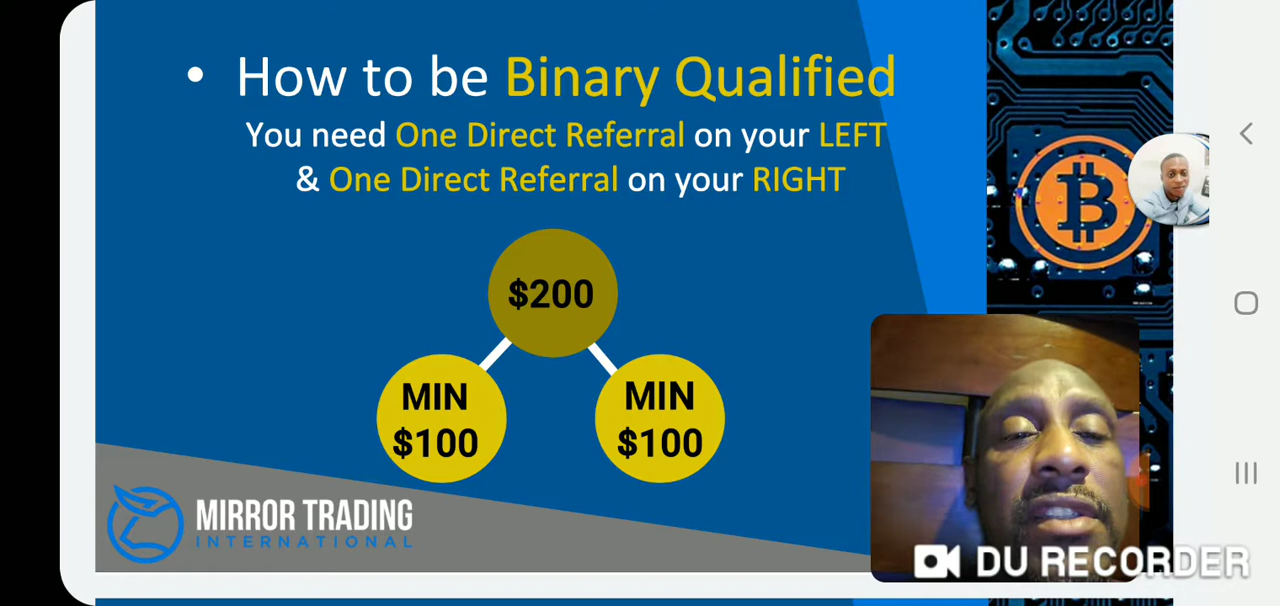 • How to be Binary Qualified
You need One Direct Referral on your LEFT
& One Direct Referral on your RIGHT
$200
MIN
$100
MIN
$100
MIRROR TRADING
INTERNATIONAL
DU RECORDER